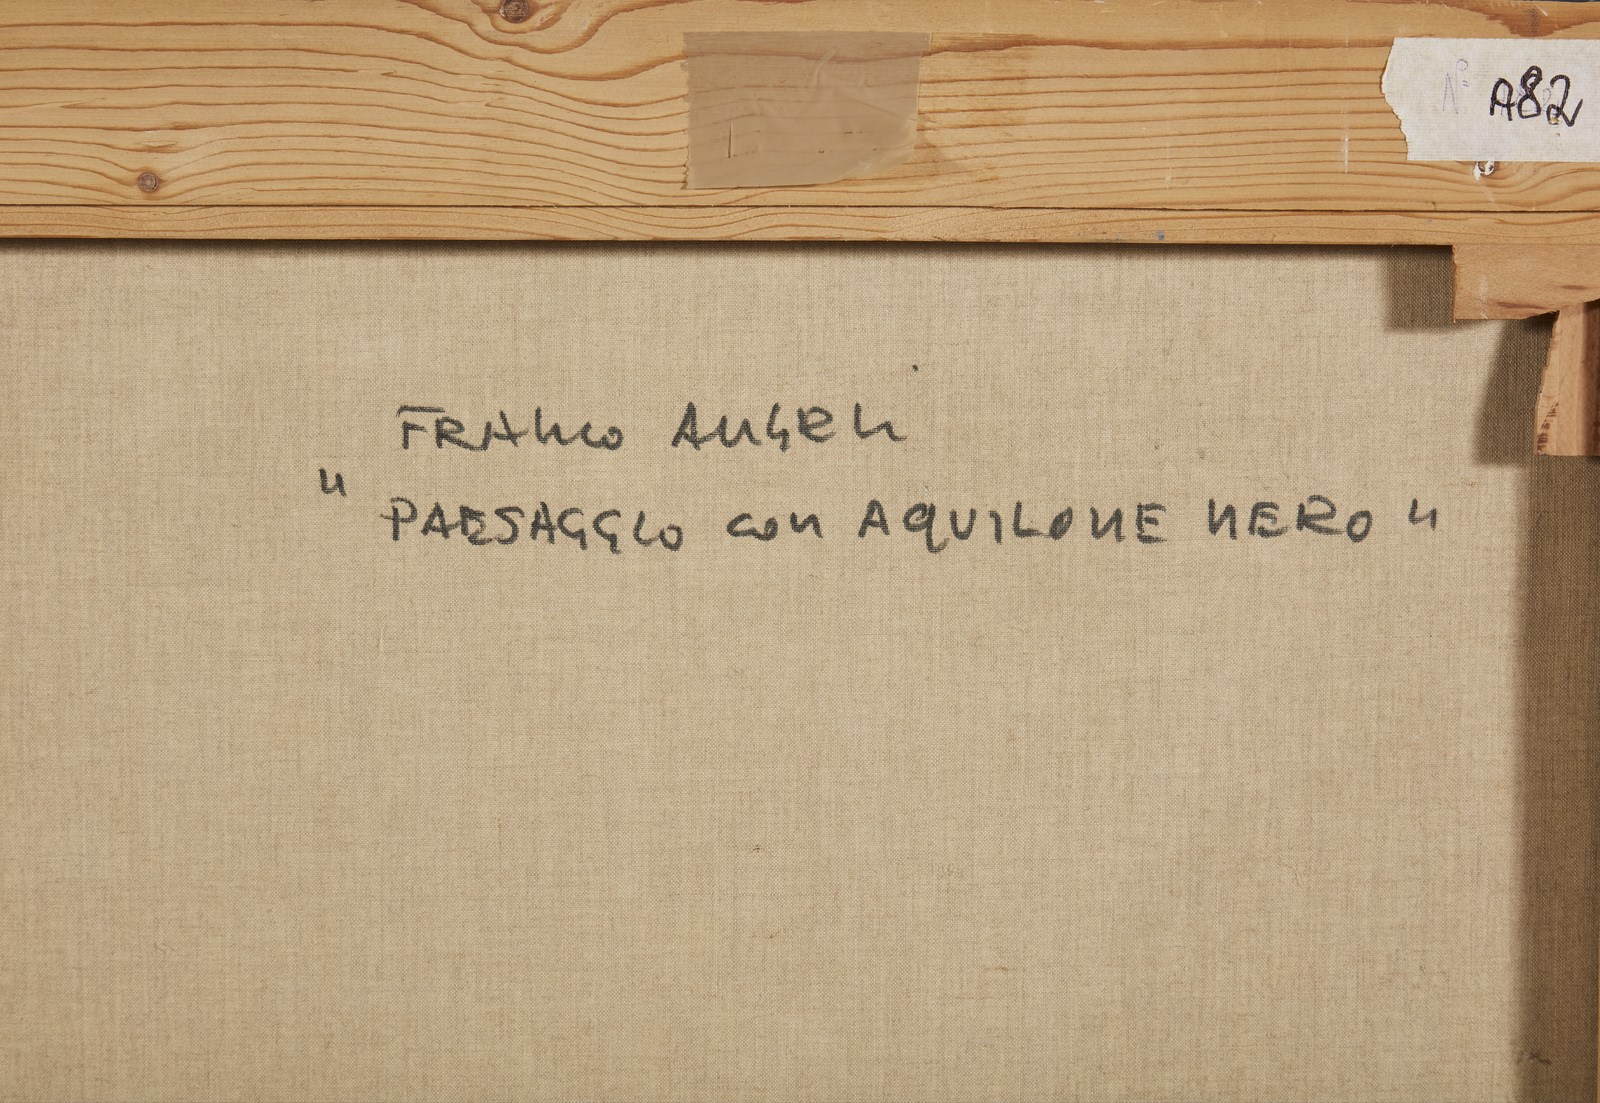 N° A82
FRANCO ANGELI
"PAESAGGIO con AQUILONE NERO"